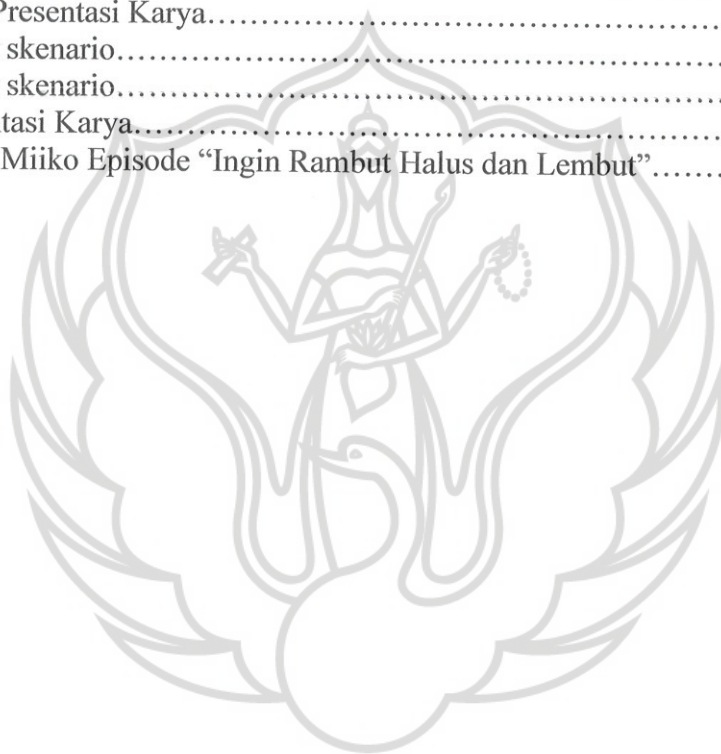 Presentasi Karya……………………………………………
skenario…………………………………………………
skenario…………………………………………………
tasi Karya………………………………………………
Miiko Episode “Ingin Rambut Halus dan Lembut”…….